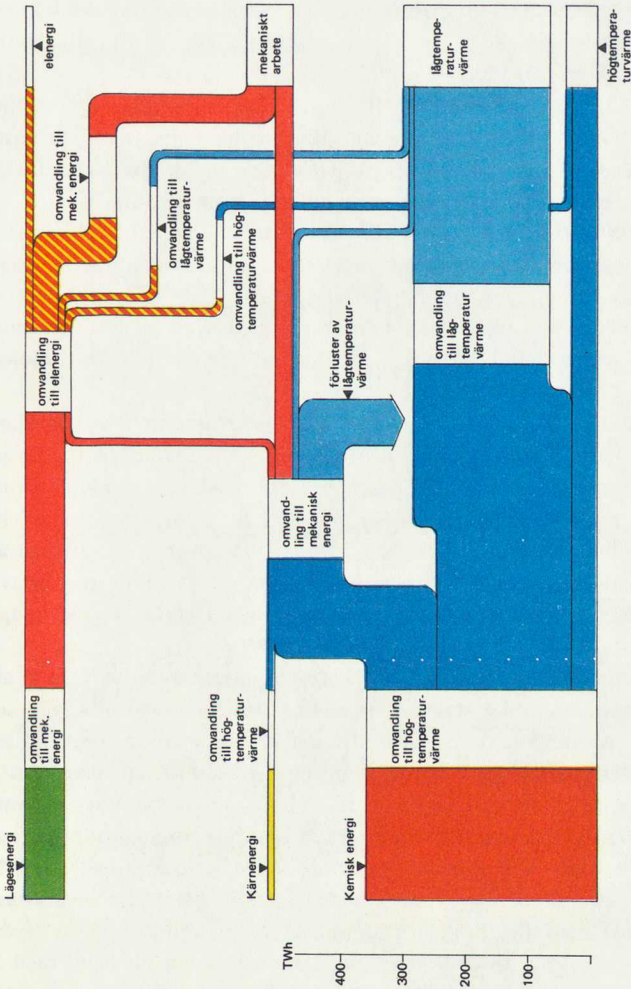 Lägesenergi
omvandling
till mek.
energi
omvandling
till elenergi
omvandling till
mek. energi
elenergi
omvandling till
lågtemperatur-
värme
omvandling till hög-
temperaturvärme
mekaniskt
arbete
Kärnenergi
omvandling
till hög-
temperatur-
värme
omvand-
ling till
mekanisk
energi
förluster av
lågtemperatur-
värme
lågtempe-
ratur-
värme
Kemisk energi
omvandling
till hög-
temperatur-
värme
omvandling
till låg-
temperatur
värme
högtempera-
turvärme
TWh
400
300
200
100